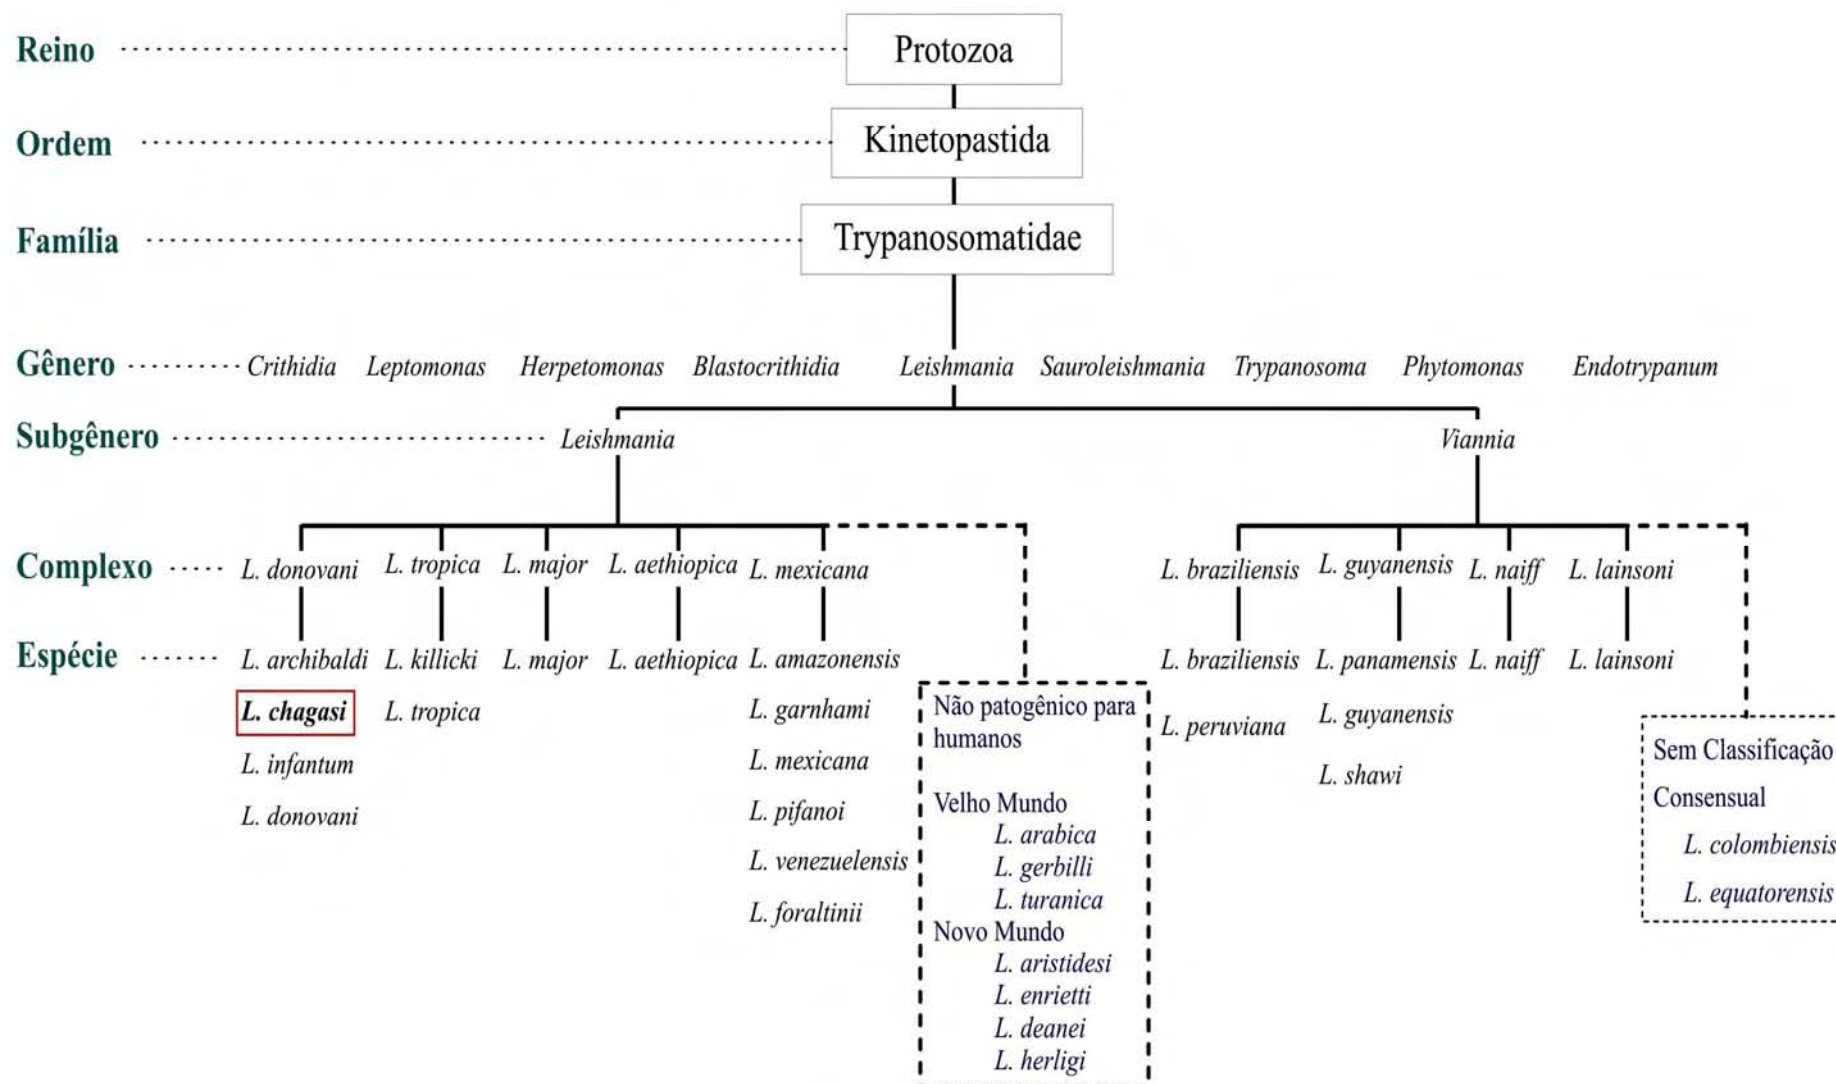 Reino Protozoa
Ordem Kinetopastida
Família Trypanosomatidae
Gênero Crithidia Leptomonas Herpetomonas Blastocrithidia Leishmania Sauroleishmania Trypanosoma Phytomonas Endotrypanum
Subgênero Leishmania Viannia
Complexo L. donovani L. tropica L. major L. aethiopica L. mexicana L. braziliensis L. guyanensis L. naiff L. lainsoni
Espécie L. archibaldi L. killicki L. major L. aethiopica L. amazonensis L. braziliensis L. panamensis L. naiff L. lainsoni
L. chagasi L. tropica L. garnhami L. peruviana L. guyanensis
L. infantum L. mexicana L. shawi
L. donovani L. pifanoi
L. venezuelensis
L. foraltinii
Não patogênico para
humanos
Velho Mundo
L. arabica
L. gerbilli
L. turanica
Novo Mundo
L. aristidesi
L. enrietti
L. deanei
L. herligi
Sem Classificação
Consensual
L. colombiensis
L. equatorensis